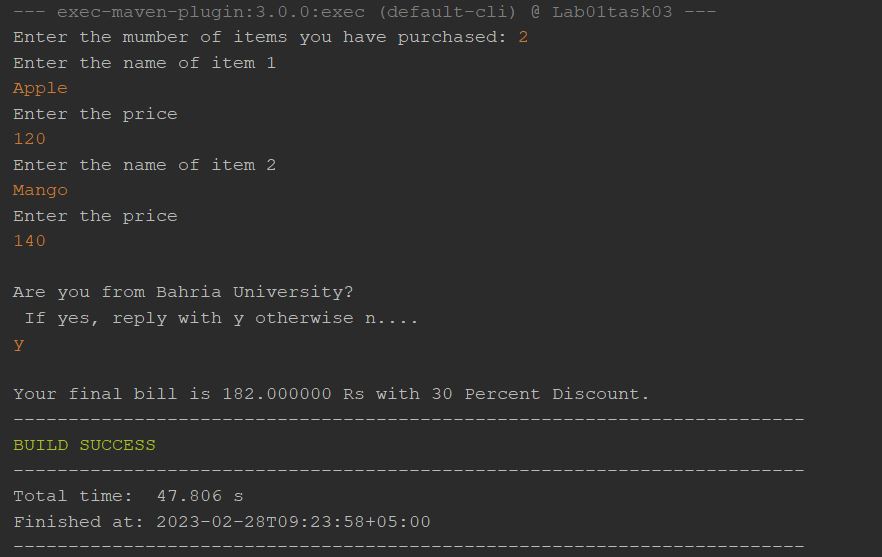 --- exec-maven-plugin:3.0.0:exec (default-cli) @ Lab01task03 ---
Enter the mumber of items you have purchased: 2
Enter the name of item 1
Apple
Enter the price
120
Enter the name of item 2
Mango
Enter the price
140
Are you from Bahria University?
 If yes, reply with y otherwise n....
y
Your final bill is 182.000000 Rs with 30 Percent Discount.
------------------------------------------------------------------------
BUILD SUCCESS
------------------------------------------------------------------------
Total time:  47.806 s
Finished at: 2023-02-28T09:23:58+05:00
------------------------------------------------------------------------